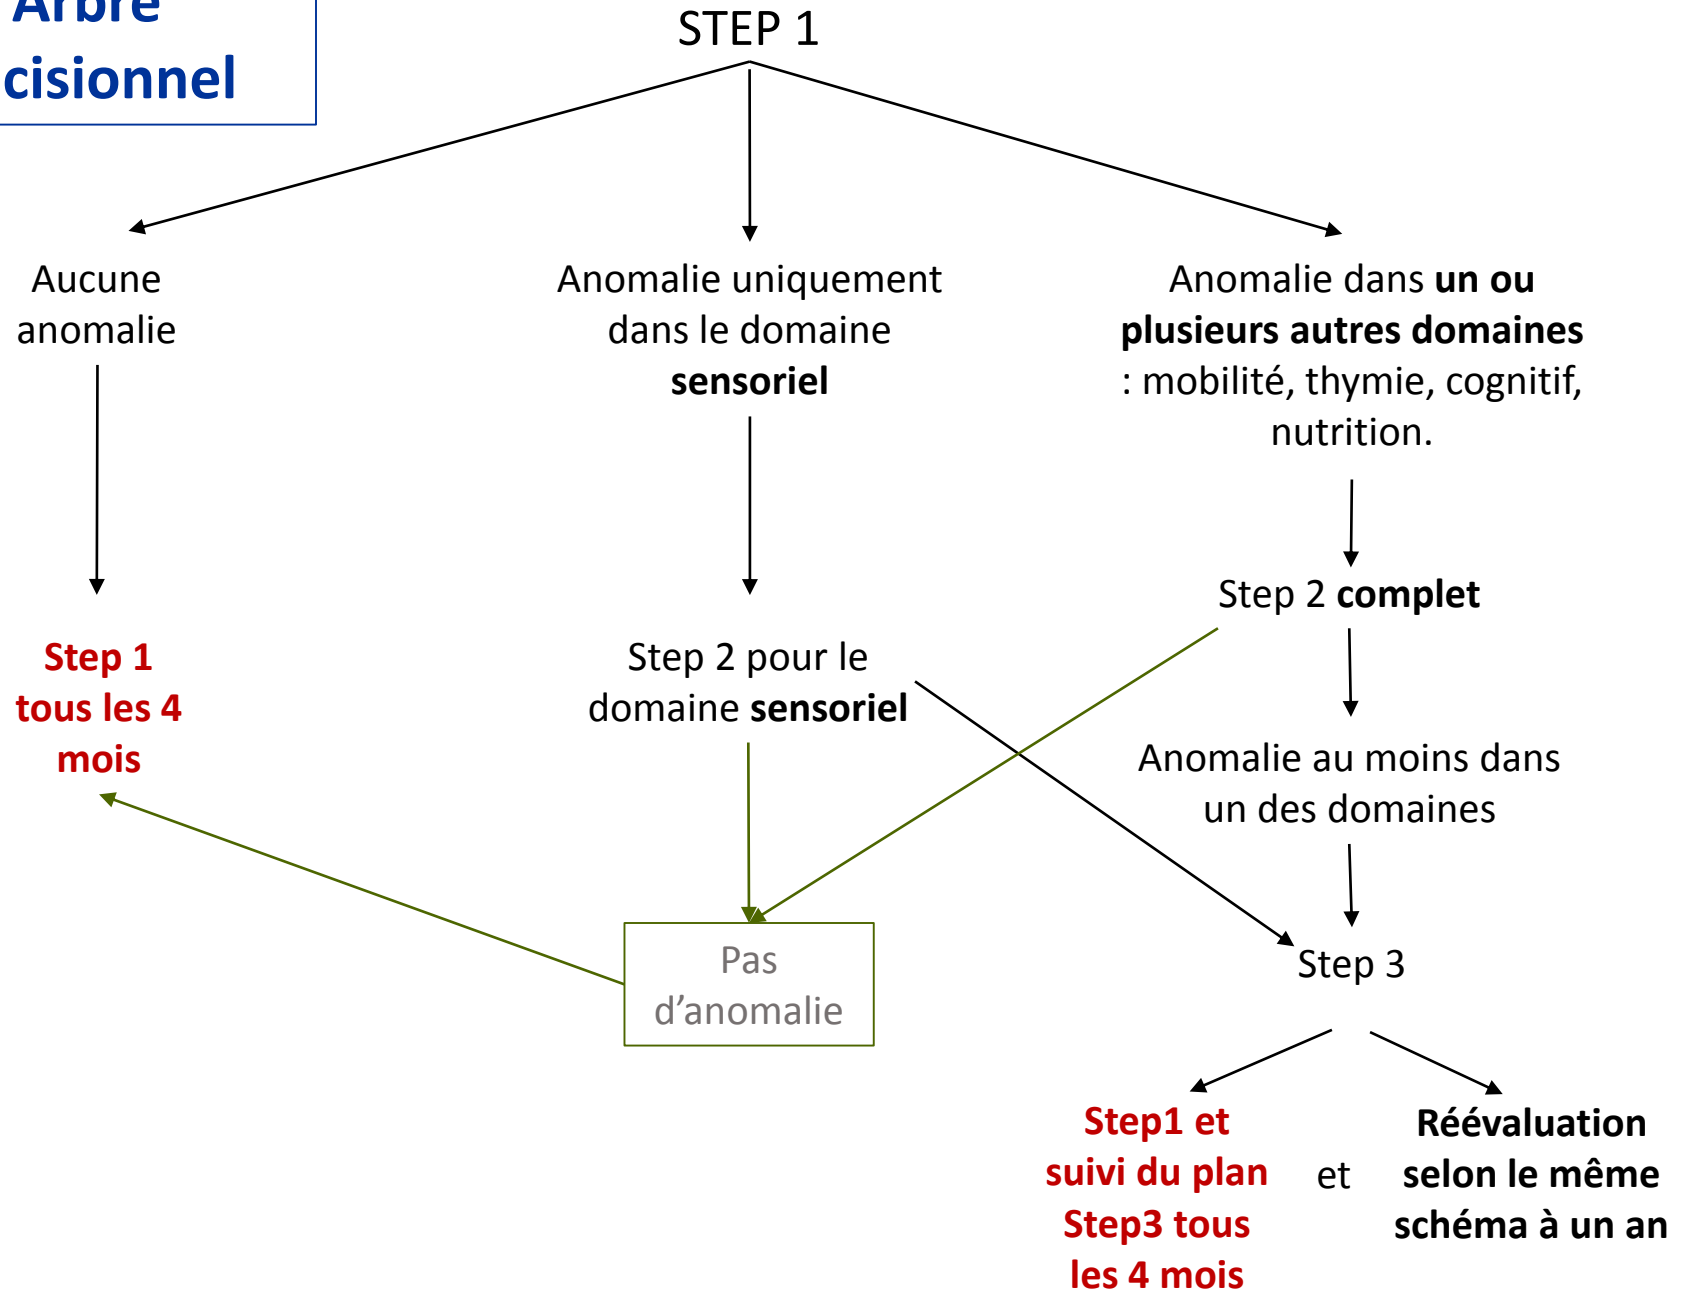 Arbre
cisionnel
STEP 1
Aucune
anomalie
Anomalie uniquement
dans le domaine
sensoriel
Anomalie dans un ou
plusieurs autres domaines
: mobilité, thymie, cognitif,
nutrition.
Step 2 complet
Step 1
tous les 4
mois
Step 2 pour le
domaine sensoriel
Anomalie au moins dans
un des domaines
Pas
d’anomalie
Step 3
Step1 et
suivi du plan
Step3 tous
les 4 mois
et
Réévaluation
selon le même
schéma à un an